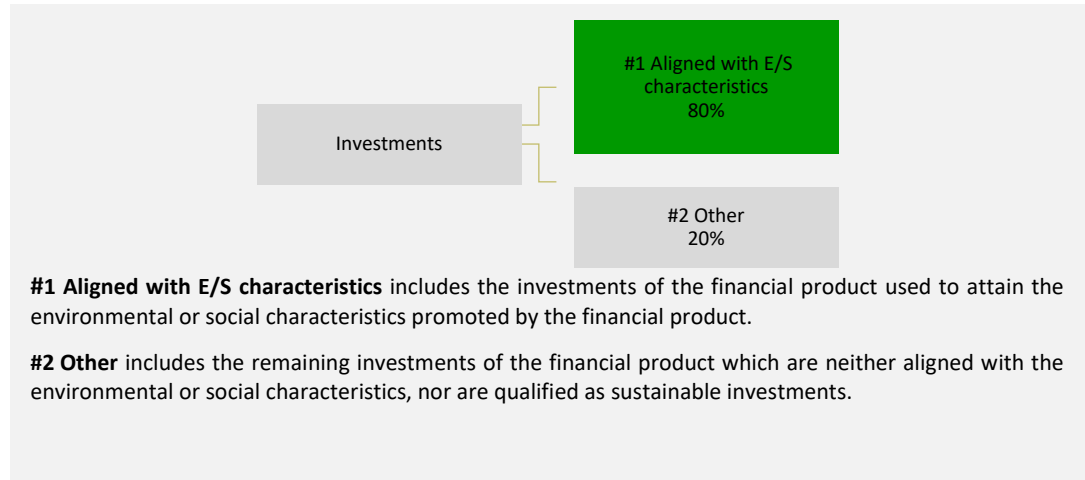 #1 Aligned with E/S
characteristics
80%
Investments
#2 Other
20%
#1 Aligned with E/S characteristics includes the investments of the financial product used to attain the
environmental or social characteristics promoted by the financial product.
#2 Other includes the remaining investments of the financial product which are neither aligned with the
environmental or social characteristics, nor are qualified as sustainable investments.